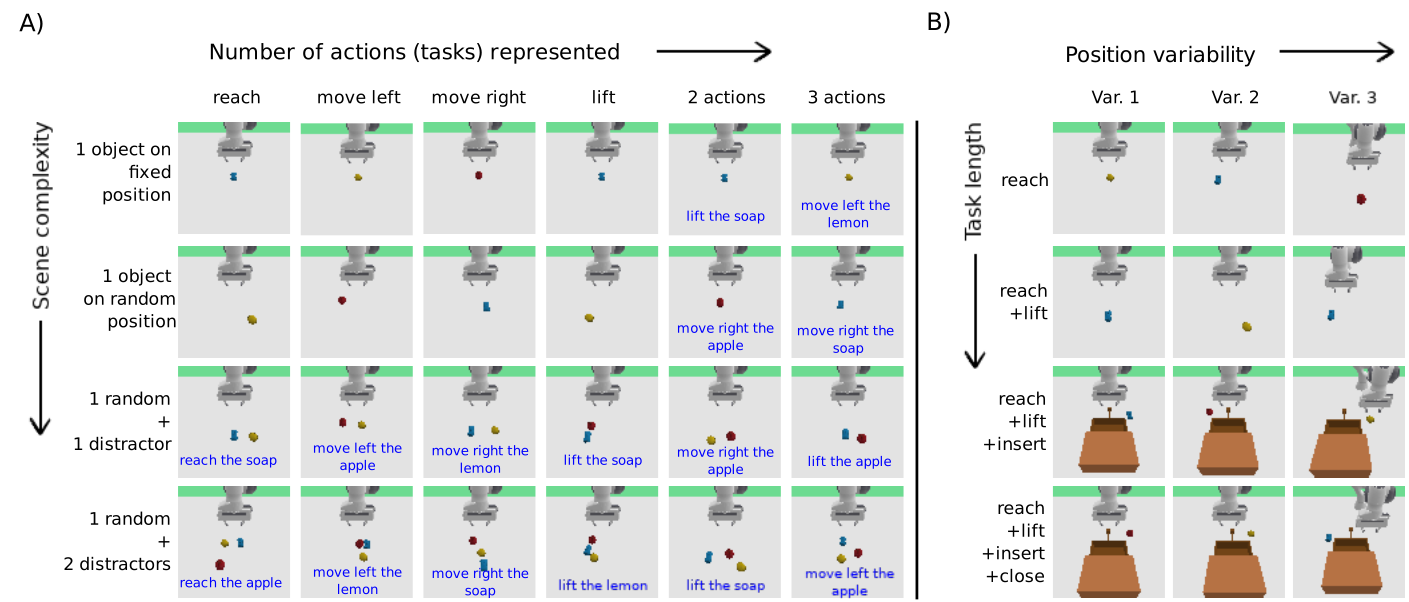 A)
Number of actions (tasks) represented
reach
move left
move right
lift
2 actions
3 actions
Scene complexity
1 object on
fixed
position
lift the soap
move left the
lemon
1 object
on random
position
move right the
apple
move right the
soap
1 random
+
1 distractor
reach the soap
move left the
apple
move right the
lemon
lift the soap
move right the
apple
lift the apple
1 random
+
2 distractors
reach the apple
move left the
lemon
move right the
soap
lift the lemon
lift the soap
move left the
apple
B)
Position variability
Var. 1
Var. 2
Var. 3
Task length
reach
reach
+lift
reach
+lift
+insert
reach
+lift
+insert
+close